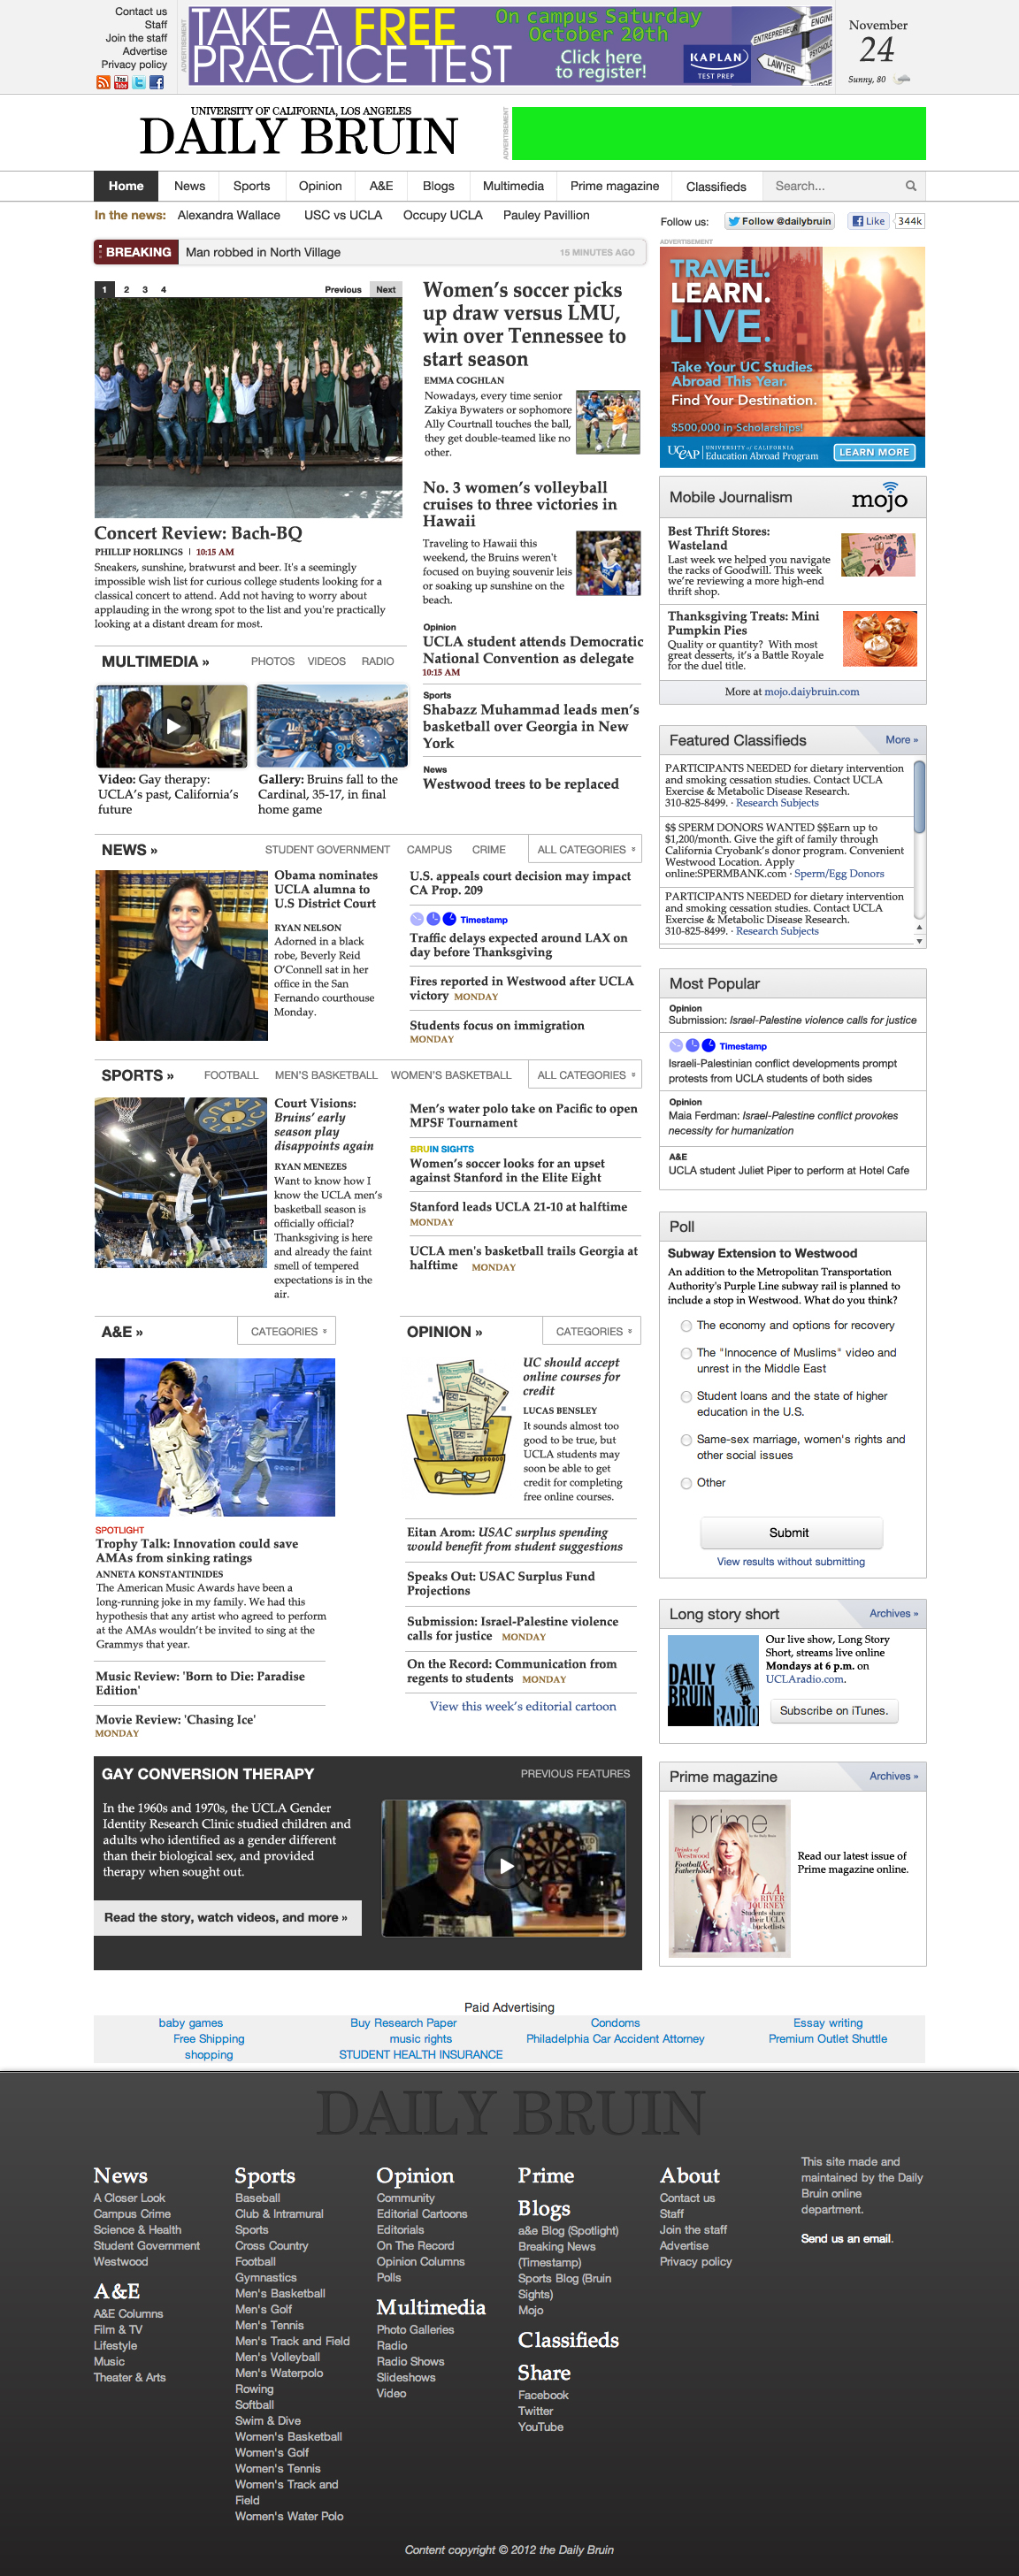 Contact us
Staff
Join the staff
Advertise
Privacy policy
ADVERTISEMENT
TAKE A FREE
PRACTICE TEST
On campus Saturday
October 20th
Click here
to register!
KAPLAN
TEST PREP
ENTREPRENEUR
LAWYER
November
24
Sunny, 80
UNIVERSITY OF CALIFORNIA, LOS ANGELES
DAILY BRUIN
ADVERTISEMENT
Home News Sports Opinion A&E Blogs Multimedia Prime magazine Classifieds Search...
In the news: Alexandra Wallace USC vs UCLA Occupy UCLA Pauley Pavillion
Follow us: Follow @dailybruin Like 344k
BREAKING Man robbed in North Village 15 MINUTES AGO
1 2 3 4 Previous Next
Concert Review: Bach-BQ
PHILLIP HORLINGS | 10:15 AM
Sneakers, sunshine, bratwurst and beer. It's a seemingly
impossible wish list for curious college students looking for a
classical concert to attend. Add not having to worry about
applauding in the wrong spot to the list and you're practically
looking at a distant dream for most.
Women's soccer picks
up draw versus LMU,
win over Tennessee to
start season
EMMA COGHLAN
Nowadays, every time senior
Zakiya Bywaters or sophomore
Ally Courtnall touches the ball,
they get double-teamed like no
other.
No. 3 women's volleyball
cruises to three victories in
Hawaii
Traveling to Hawaii this
weekend, the Bruins weren't
focused on buying souvenir leis
or soaking up sunshine on the
beach.
Opinion
UCLA student attends Democratic
National Convention as delegate
10:15 AM
Sports
Shabazz Muhammad leads men's
basketball over Georgia in New
York
News
Westwood trees to be replaced
MULTIMEDIA » PHOTOS VIDEOS RADIO
Video: Gay therapy:
UCLA's past, California's
future
Gallery: Bruins fall to the
Cardinal, 35-17, in final
home game
NEWS » STUDENT GOVERNMENT CAMPUS CRIME ALL CATEGORIES
Obama nominates
UCLA alumna to
U.S District Court
RYAN NELSON
Adorned in a black
robe, Beverly Reid
O'Connell sat in her
office in the San
Fernando courthouse
Monday.
U.S. appeals court decision may impact
CA Prop. 209
Timestamp
Traffic delays expected around LAX on
day before Thanksgiving
Fires reported in Westwood after UCLA
victory MONDAY
Students focus on immigration
MONDAY
SPORTS » FOOTBALL MEN'S BASKETBALL WOMEN'S BASKETBALL ALL CATEGORIES
Court Visions:
Bruins' early
season play
disappoints again
RYAN MENEZES
Want to know how I
know the UCLA men's
basketball season is
officially official?
Thanksgiving is here
and already the faint
smell of tempered
expectations is in the
air.
Men's water polo take on Pacific to open
MPSF Tournament
BRUIN SIGHTS
Women's soccer looks for an upset
against Stanford in the Elite Eight
Stanford leads UCLA 21-10 at halftime
MONDAY
UCLA men's basketball trails Georgia at
halftime MONDAY
A&E » CATEGORIES
SPOTLIGHT
Trophy Talk: Innovation could save
AMAs from sinking ratings
ANNETA KONSTANTINIDES
The American Music Awards have been a
long-running joke in my family. We had this
hypothesis that any artist who agreed to perform
at the AMAs wouldn't be invited to sing at the
Grammys that year.
Music Review: 'Born to Die: Paradise
Edition'
Movie Review: 'Chasing Ice'
MONDAY
OPINION » CATEGORIES
UC should accept
online courses for
credit
LUCAS BENSLEY
It sounds almost too
good to be true, but
UCLA students may
soon be able to get
credit for completing
free online courses.
Eitan Arom: USAC surplus spending
would benefit from student suggestions
Speaks Out: USAC Surplus Fund
Projections
Submission: Israel-Palestine violence
calls for justice MONDAY
On the Record: Communication from
regents to students MONDAY
View this week's editorial cartoon
GAY CONVERSION THERAPY PREVIOUS FEATURES
In the 1960s and 1970s, the UCLA Gender
Identity Research Clinic studied children and
adults who identified as a gender different
than their biological sex, and provided
therapy when sought out.
Read the story, watch videos, and more »
ADVERTISEMENT
TRAVEL.
LEARN.
LIVE.
Take Your UC Studies
Abroad This Year.
Find Your Destination.
$500,000 in Scholarships!
UCEAP UNIVERSITY OF CALIFORNIA
Education Abroad Program
LEARN MORE
Mobile Journalism mojo
Best Thrift Stores:
Wasteland
Last week we helped you navigate
the racks of Goodwill. This week
we're reviewing a more high-end
thrift shop.
Thanksgiving Treats: Mini
Pumpkin Pies
Quality or quantity? With most
great desserts, it's a Battle Royale
for the duel title.
More at mojo.daiybruin.com
Featured Classifieds More »
PARTICIPANTS NEEDED for dietary intervention
and smoking cessation studies. Contact UCLA
Exercise & Metabolic Disease Research.
310-825-8499. · Research Subjects
$$ SPERM DONORS WANTED $$Earn up to
$1,200/month. Give the gift of family through
California Cryobank's donor program. Convenient
Westwood Location. Apply
online:SPERMBANK.com · Sperm/Egg Donors
PARTICIPANTS NEEDED for dietary intervention
and smoking cessation studies. Contact UCLA
Exercise & Metabolic Disease Research.
310-825-8499. · Research Subjects
Most Popular
Opinion
Submission: Israel-Palestine violence calls for justice
Timestamp
Israeli-Palestinian conflict developments prompt
protests from UCLA students of both sides
Opinion
Maia Ferdman: Israel-Palestine conflict provokes
necessity for humanization
A&E
UCLA student Juliet Piper to perform at Hotel Cafe
Poll
Subway Extension to Westwood
An addition to the Metropolitan Transportation
Authority's Purple Line subway rail is planned to
include a stop in Westwood. What do you think?
The economy and options for recovery
The "Innocence of Muslims" video and
unrest in the Middle East
Student loans and the state of higher
education in the U.S.
Same-sex marriage, women's rights and
other social issues
Other
Submit
View results without submitting
Long story short Archives »
DAILY
BRUIN
RADIO
Our live show, Long Story
Short, streams live online
Mondays at 6 p.m. on
UCLAradio.com.
Subscribe on iTunes.
Prime magazine Archives »
prime
Drinks of
Westwood
Football &
Fatherhood
L.A.
RIVER
JOURNEY
Students share
their UCLA
bucketlists
Read our latest issue of
Prime magazine online.
Paid Advertising
baby games Buy Research Paper Condoms Essay writing
Free Shipping music rights Philadelphia Car Accident Attorney Premium Outlet Shuttle
shopping STUDENT HEALTH INSURANCE
DAILY BRUIN
News
A Closer Look
Campus Crime
Science & Health
Student Government
Westwood
A&E
A&E Columns
Film & TV
Lifestyle
Music
Theater & Arts
Sports
Baseball
Club & Intramural
Sports
Cross Country
Football
Gymnastics
Men's Basketball
Men's Golf
Men's Tennis
Men's Track and Field
Men's Volleyball
Men's Waterpolo
Rowing
Softball
Swim & Dive
Women's Basketball
Women's Golf
Women's Tennis
Women's Track and
Field
Women's Water Polo
Opinion
Community
Editorial Cartoons
Editorials
On The Record
Opinion Columns
Polls
Multimedia
Photo Galleries
Radio
Radio Shows
Slideshows
Video
Prime
Blogs
a&e Blog (Spotlight)
Breaking News
(Timestamp)
Sports Blog (Bruin
Sights)
Mojo
Classifieds
Share
Facebook
Twitter
YouTube
About
Contact us
Staff
Join the staff
Advertise
Privacy policy
This site made and
maintained by the Daily
Bruin online
department.
Send us an email.
Content copyright © 2012 the Daily Bruin